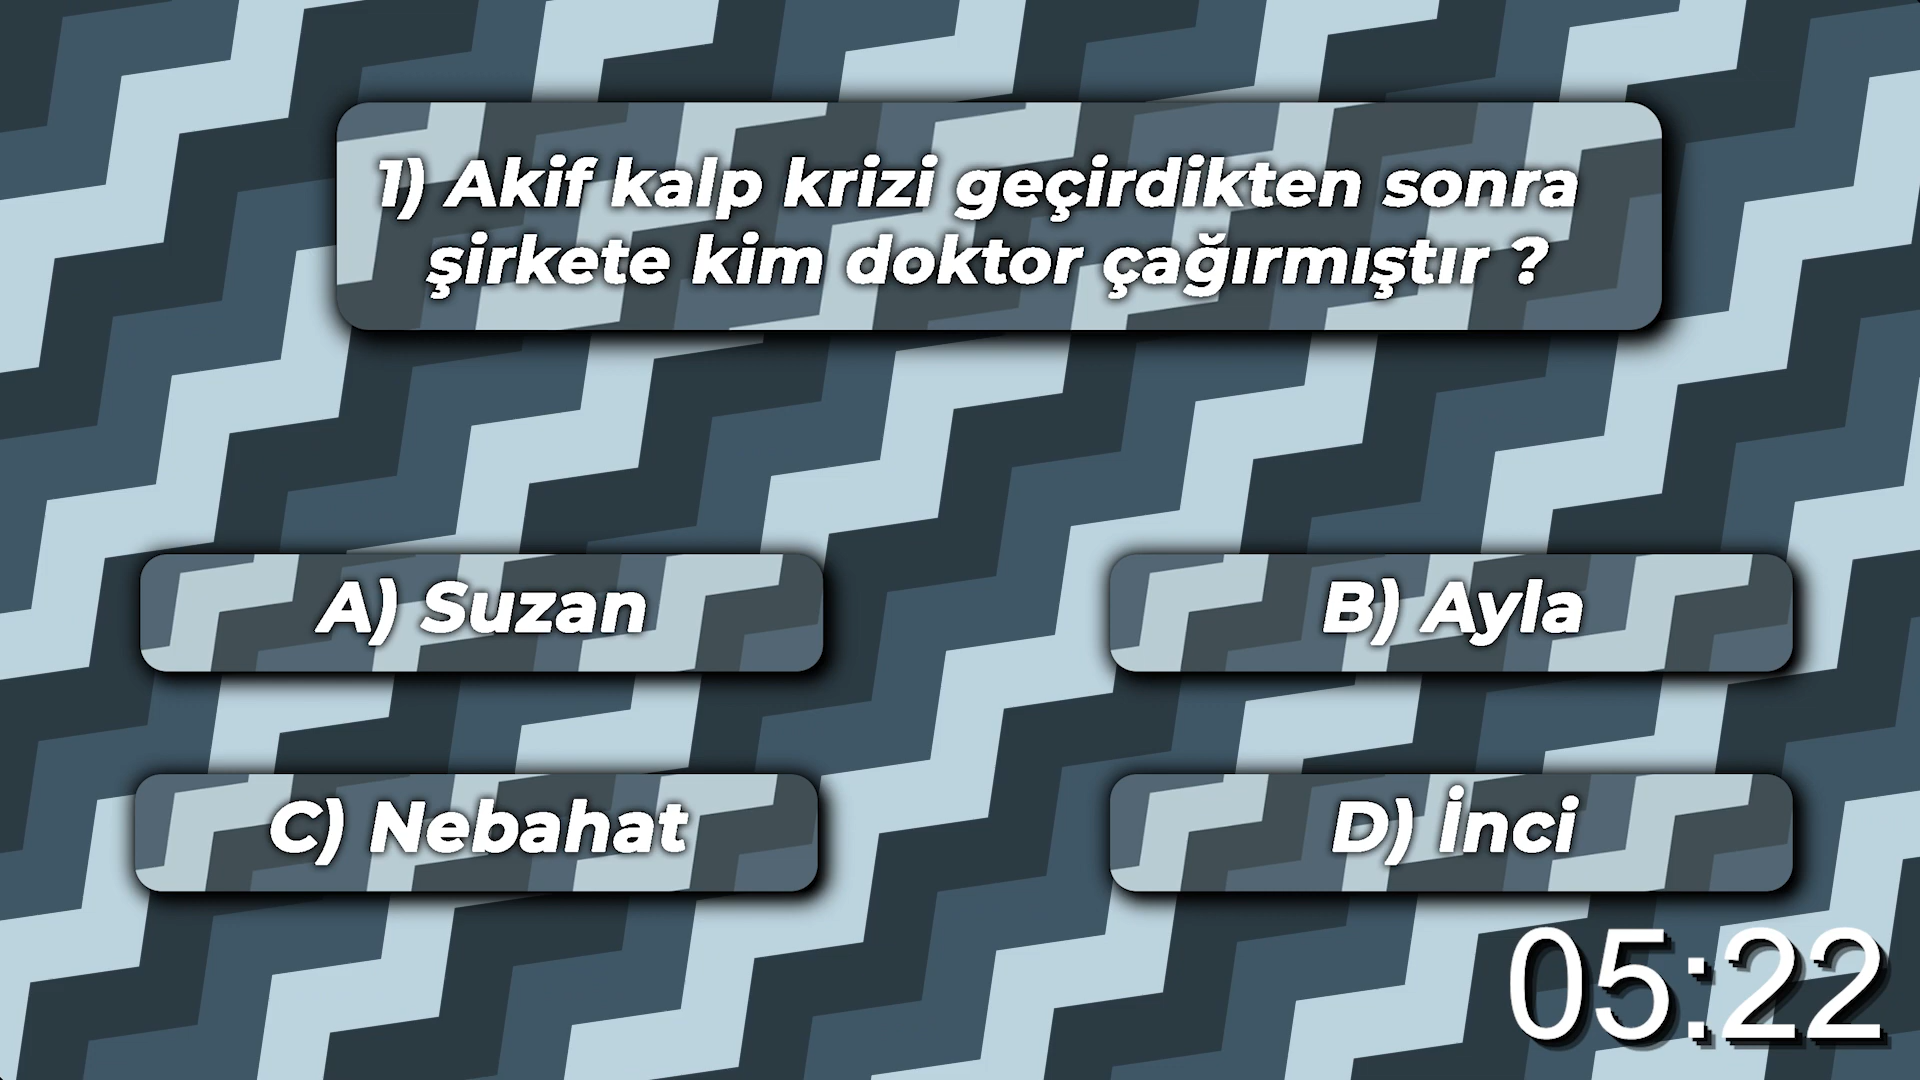 1) Akif kalp krizi geçirdikten sonra
şirkete kim doktor çağırmıştır ?
A) Suzan
B) Ayla
C) Nebahat
D) İnci
05:22